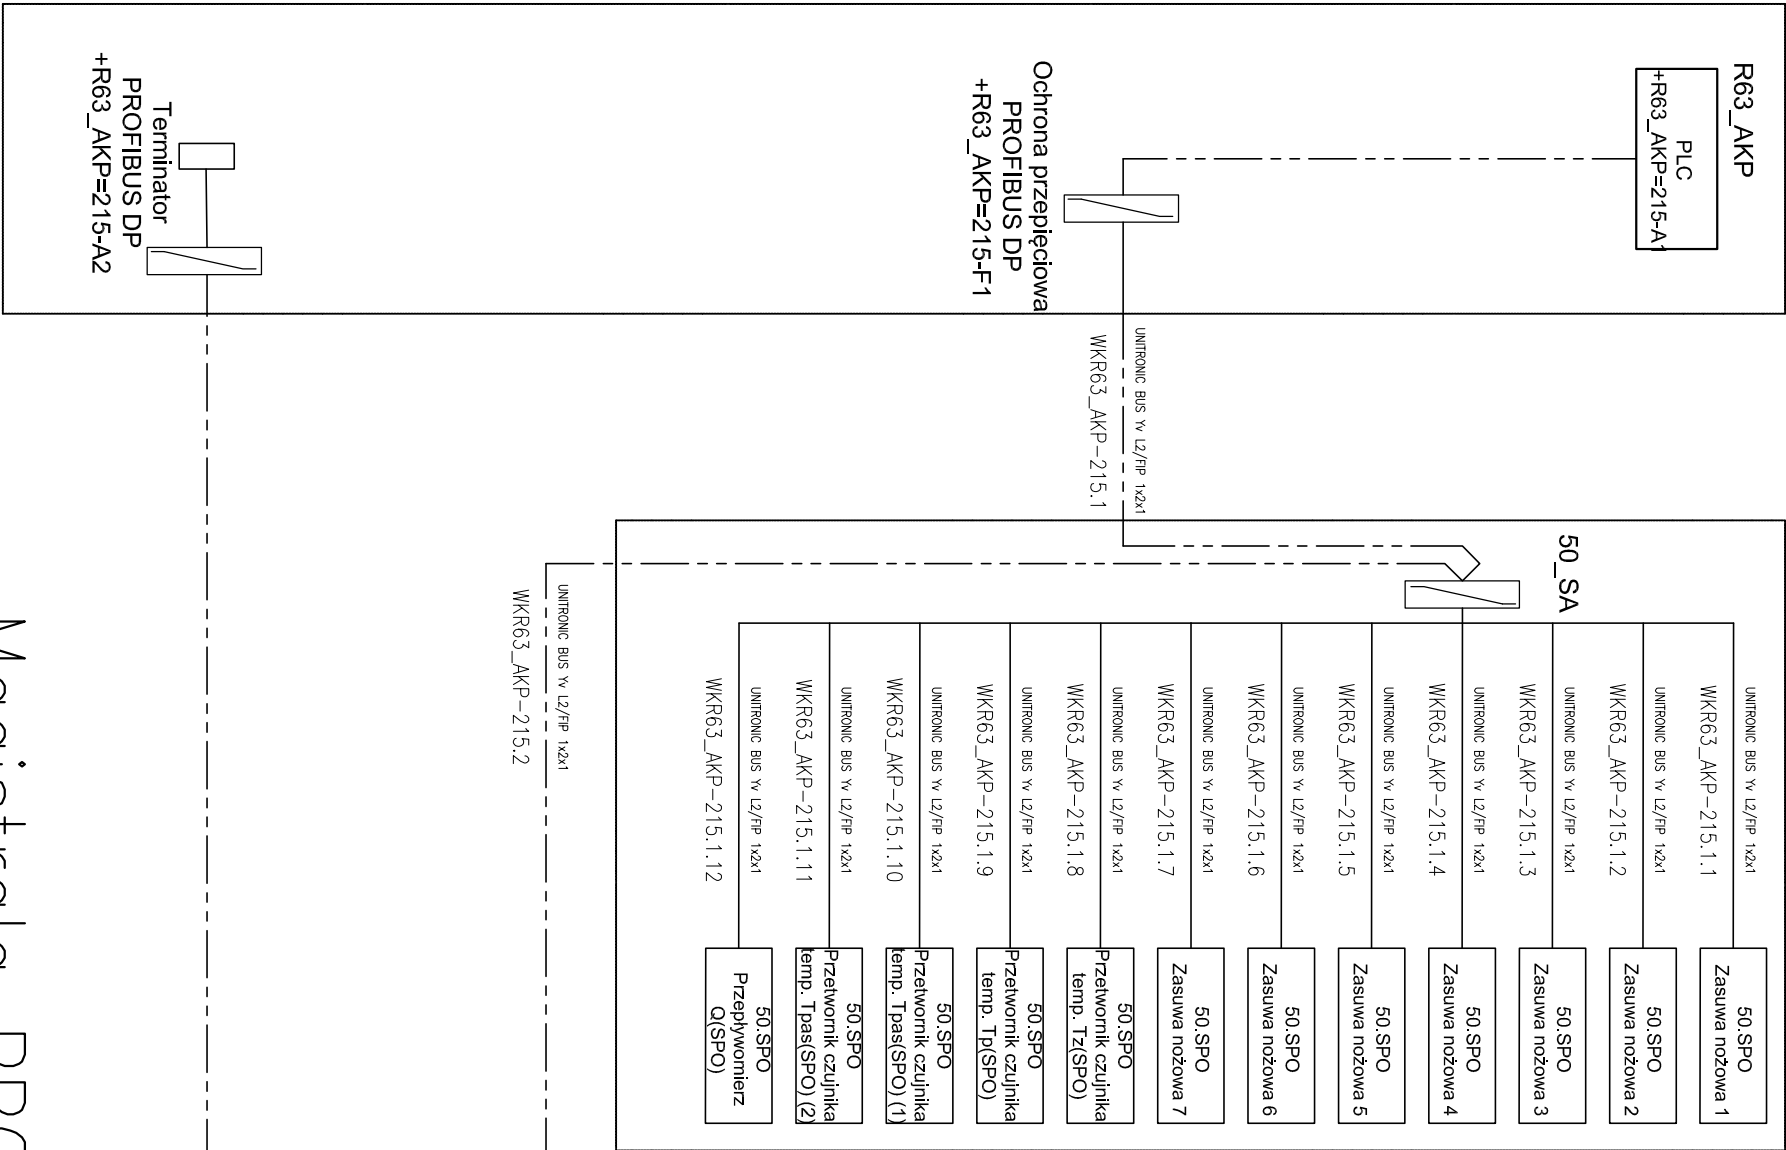 R63_AKP
PLC
+R63_AKP=215-A1
Ochrona przepięciowa
PROFIBUS DP
+R63_AKP=215-F1
Terminator
PROFIBUS DP
+R63_AKP=215-A2
UNITRONIC BUS Yv L2/FIP 1x2x1
WKR63_AKP-215.1
50_SA
UNITRONIC BUS Yv L2/FIP 1x2x1
WKR63_AKP-215.2
UNITRONIC BUS Yv L2/FIP 1x2x1
WKR63_AKP-215.1.1
50.SPO
Zasuwa nożowa 1
UNITRONIC BUS Yv L2/FIP 1x2x1
WKR63_AKP-215.1.2
50.SPO
Zasuwa nożowa 2
UNITRONIC BUS Yv L2/FIP 1x2x1
WKR63_AKP-215.1.3
50.SPO
Zasuwa nożowa 3
UNITRONIC BUS Yv L2/FIP 1x2x1
WKR63_AKP-215.1.4
50.SPO
Zasuwa nożowa 4
UNITRONIC BUS Yv L2/FIP 1x2x1
WKR63_AKP-215.1.5
50.SPO
Zasuwa nożowa 5
UNITRONIC BUS Yv L2/FIP 1x2x1
WKR63_AKP-215.1.6
50.SPO
Zasuwa nożowa 6
UNITRONIC BUS Yv L2/FIP 1x2x1
WKR63_AKP-215.1.7
50.SPO
Zasuwa nożowa 7
UNITRONIC BUS Yv L2/FIP 1x2x1
WKR63_AKP-215.1.8
50.SPO
Przetwornik czujnika
temp. Tz(SPO)
UNITRONIC BUS Yv L2/FIP 1x2x1
WKR63_AKP-215.1.9
50.SPO
Przetwornik czujnika
temp. Tp(SPO)
UNITRONIC BUS Yv L2/FIP 1x2x1
WKR63_AKP-215.1.10
50.SPO
Przetwornik czujnika
temp. Tpas(SPO) (1)
UNITRONIC BUS Yv L2/FIP 1x2x1
WKR63_AKP-215.1.11
50.SPO
Przetwornik czujnika
temp. Tpas(SPO) (2)
UNITRONIC BUS Yv L2/FIP 1x2x1
WKR63_AKP-215.1.12
50.SPO
Przepływomierz
Q(SPO)
Magistrala